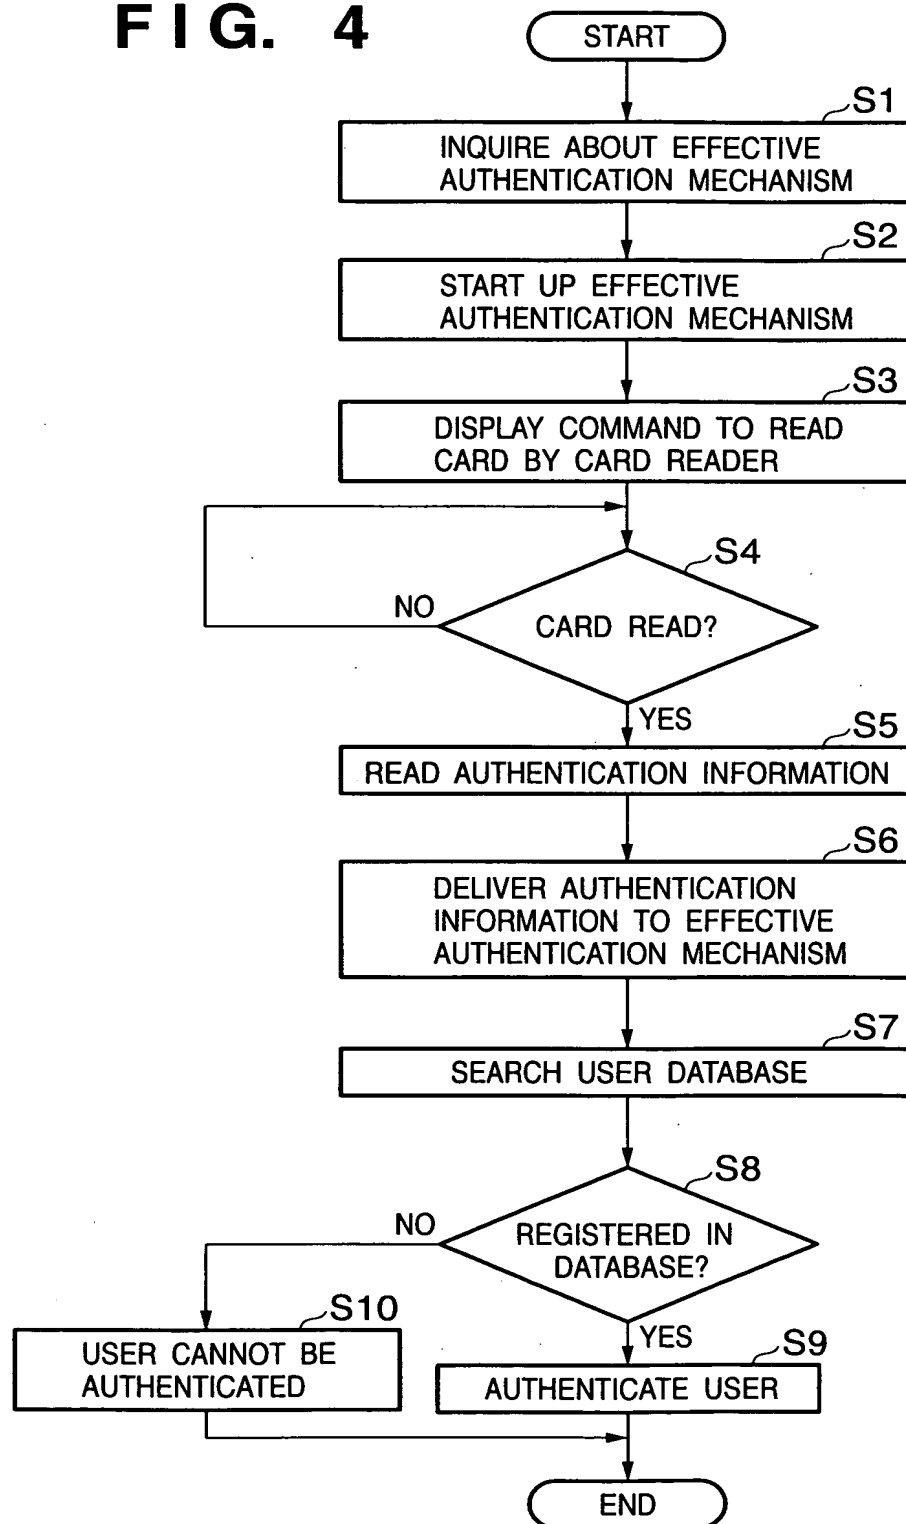 FIG. 4
START
S1
INQUIRE ABOUT EFFECTIVE
AUTHENTICATION MECHANISM
S2
START UP EFFECTIVE
AUTHENTICATION MECHANISM
S3
DISPLAY COMMAND TO READ
CARD BY CARD READER
S4
CARD READ?
NO
YES
S5
READ AUTHENTICATION INFORMATION
S6
DELIVER AUTHENTICATION
INFORMATION TO EFFECTIVE
AUTHENTICATION MECHANISM
S7
SEARCH USER DATABASE
S8
REGISTERED IN
DATABASE?
NO
YES
S10
USER CANNOT BE
AUTHENTICATED
S9
AUTHENTICATE USER
END